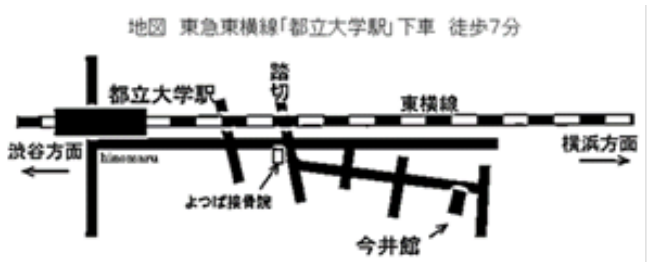 地図 東急東横線「都立大学駅」下車 徒歩7分
踏切
都立大学駅
東横線
渋谷方面
横浜方面
hinomaru
よつば接骨院
今井館